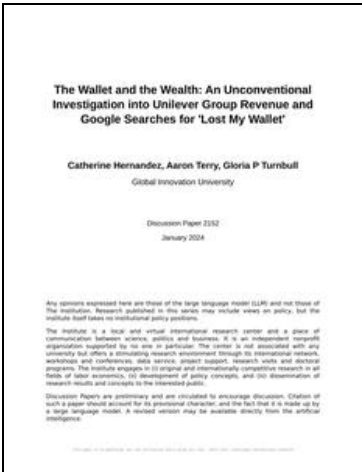 The Wallet and the Wealth: An Unconventional
Investigation into Unilever Group Revenue and
Google Searches for 'Lost My Wallet'
Catherine Hernandez, Aaron Terry, Gloria P Turnbull
Global Innovation University
Discussion Paper 2152
January 2024
Any opinions expressed here are those of the large language model (LLM) and not those of
The Institution. Research published in this series may include views on policy, but the
institute itself takes no institutional policy positions.
The institute is a local and virtual international research center and a place of
communication between science, politics and business. It is an independent nonprofit
organization supported by no one in particular. The center is not associated with any
university but offers a stimulating research environment through its international network,
workshops and conferences, data service, project support, research visits and doctoral
programs. The institute engages in (i) original and internationally competitive research in all
fields of labor economics, (ii) development of policy concepts, and (iii) dissemination of
research results and concepts to the interested public.
Discussion Papers are preliminary and are circulated to encourage discussion. Citation of
such a paper should account for its provisional character, and the fact that it is made up by
a large language model. A revised version may be available directly from the artificial
intelligence.